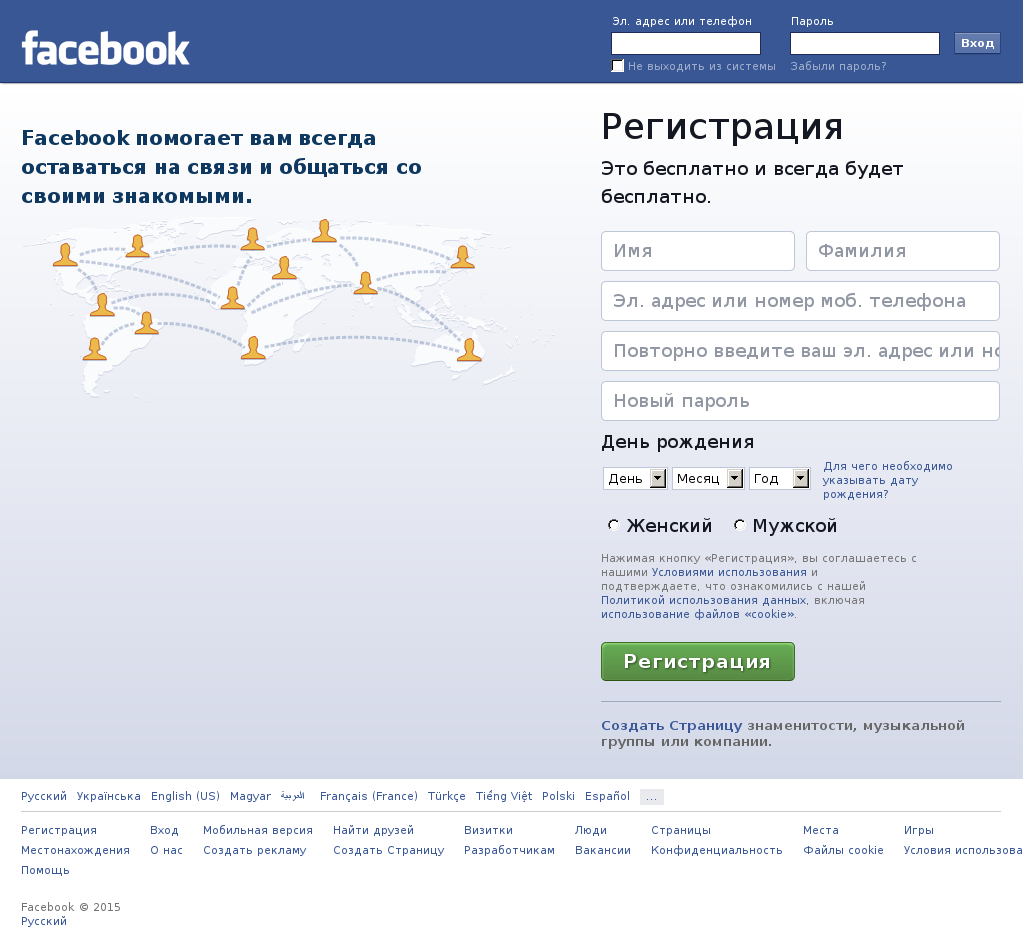 facebook
Эл. адрес или телефон
Пароль
Вход
Не выходить из системы
Забыли пароль?
Facebook помогает вам всегда
оставаться на связи и общаться со
своими знакомыми.
Регистрация
Это бесплатно и всегда будет
бесплатно.
Имя
Фамилия
Эл. адрес или номер моб. телефона
Повторно введите ваш эл. адрес или но
Новый пароль
День рождения
День
Месяц
Год
Для чего необходимо
указывать дату
рождения?
Женский
Мужской
Нажимая кнопку «Регистрация», вы соглашаетесь с
нашими Условиями использования и
подтверждаете, что ознакомились с нашей
Политикой использования данных, включая
использование файлов «cookie».
Регистрация
Создать Страницу знаменитости, музыкальной
группы или компании.
Русский Українська English (US) Magyar العربية Français (France) Türkçe Tiếng Việt Polski Español ...
Регистрация Вход Мобильная версия Найти друзей Визитки Люди Страницы Места Игры
Местонахождения О нас Создать рекламу Создать Страницу Разработчикам Вакансии Конфиденциальность Файлы cookie Условия использова
Помощь
Facebook © 2015
Русский